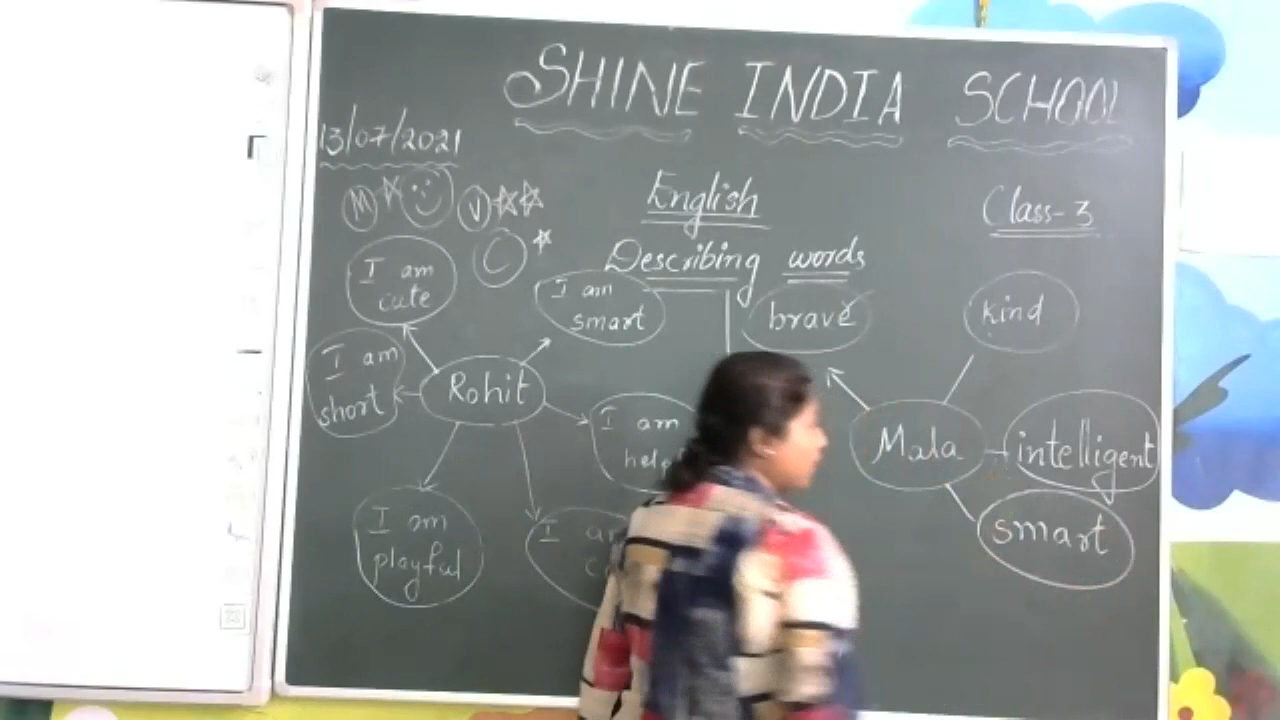 SHINE INDIA SCHOOL
13/07/2021
M V
English
Class-3
Describing words
I am
cute
I am
smart
brave
kind
I am
short
Rohit
I am
Mala
intelligent
I am
playful
I
smart